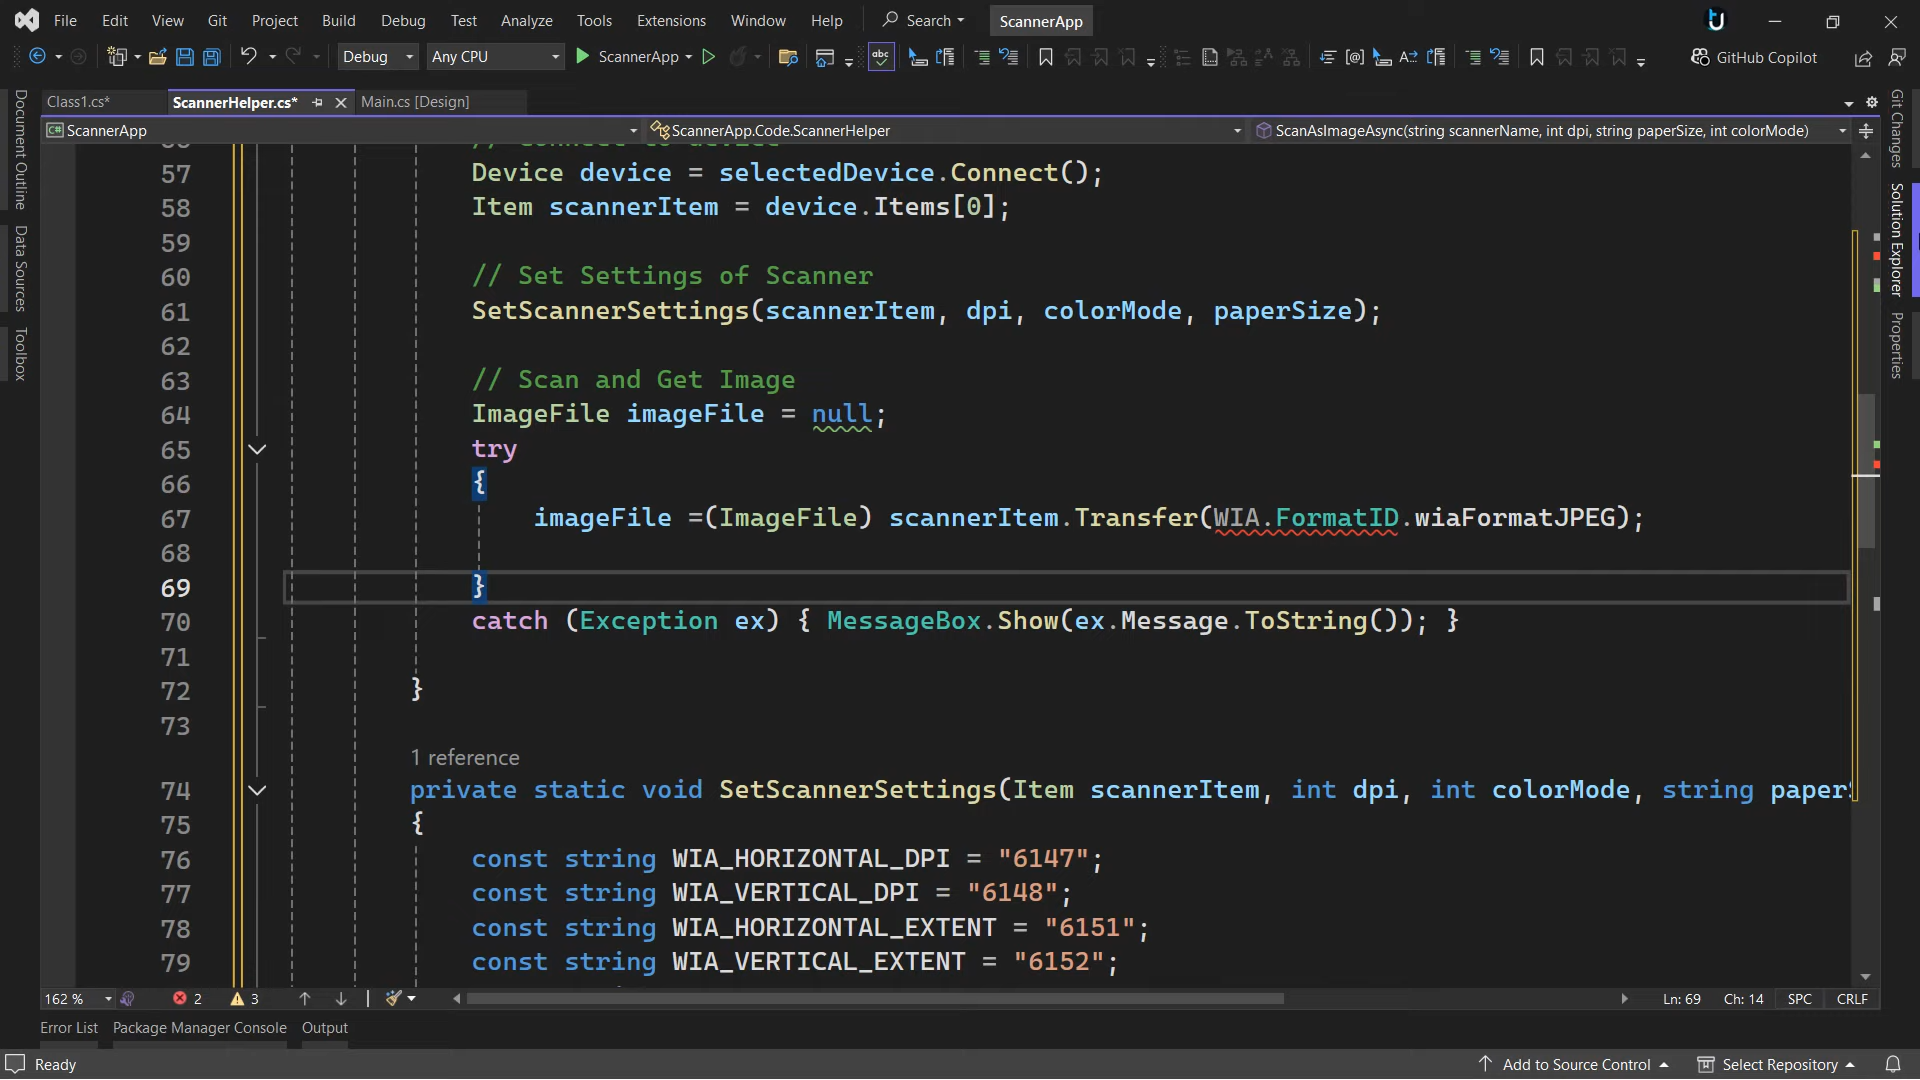 File Edit View Git Project Build Debug Test Analyze Tools Extensions Window Help Search ScannerApp
Debug Any CPU ScannerApp GitHub Copilot
Class1.cs* ScannerHelper.cs* Main.cs [Design]
C# ScannerApp ScannerApp.Code.ScannerHelper ScanAsImageAsync(string scannerName, int dpi, string paperSize, int colorMode)
Document Outline
Data Sources
Toolbox
57 Device device = selectedDevice.Connect();
58 Item scannerItem = device.Items[0];
59
60 // Set Settings of Scanner
61 SetScannerSettings(scannerItem, dpi, colorMode, paperSize);
62
63 // Scan and Get Image
64 ImageFile imageFile = null;
65 try
66 {
67 imageFile =(ImageFile) scannerItem.Transfer(WIA.FormatID.wiaFormatJPEG);
68
69 }
70 catch (Exception ex) { MessageBox.Show(ex.Message.ToString()); }
71
72 }
73
1 reference
74 private static void SetScannerSettings(Item scannerItem, int dpi, int colorMode, string paperS
75 {
76 const string WIA_HORIZONTAL_DPI = "6147";
77 const string WIA_VERTICAL_DPI = "6148";
78 const string WIA_HORIZONTAL_EXTENT = "6151";
79 const string WIA_VERTICAL_EXTENT = "6152";
Git Changes
Solution Explorer
Properties
162 % 2 3 Ln: 69 Ch: 14 SPC CRLF
Error List Package Manager Console Output
Ready Add to Source Control Select Repository